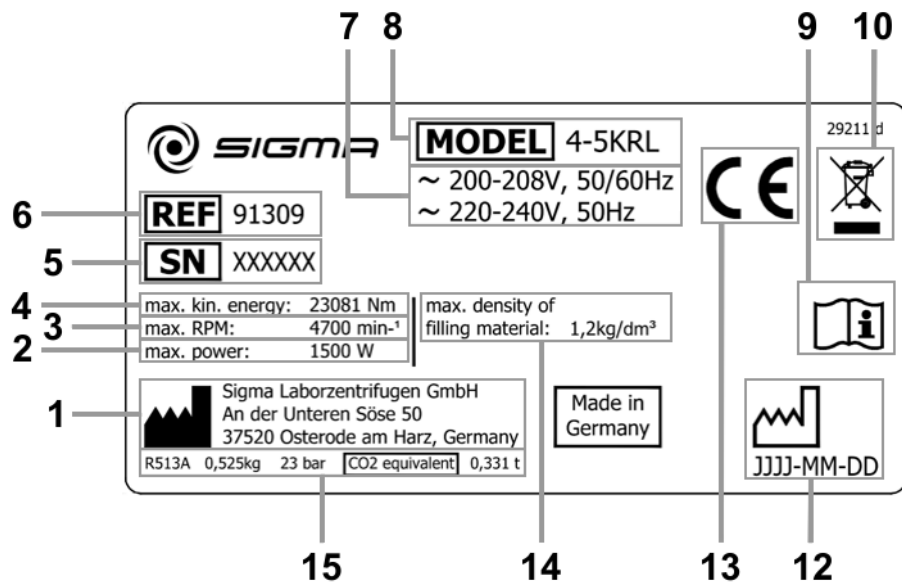 7 8 9 10
29211 d
SIGMA
MODEL 4-5KRL
~ 200-208V, 50/60Hz
~ 220-240V, 50Hz
CE
6 REF 91309
5 SN XXXXXX
4 max. kin. energy: 23081 Nm
3 max. RPM: 4700 min-¹
2 max. power: 1500 W
max. density of
filling material: 1,2kg/dm³
i
1 Sigma Laborzentrifugen GmbH
An der Unteren Söse 50
37520 Osterode am Harz, Germany
R513A 0,525kg 23 bar CO2 equivalent 0,331 t
Made in
Germany
JJJJ-MM-DD
15 14 13 12